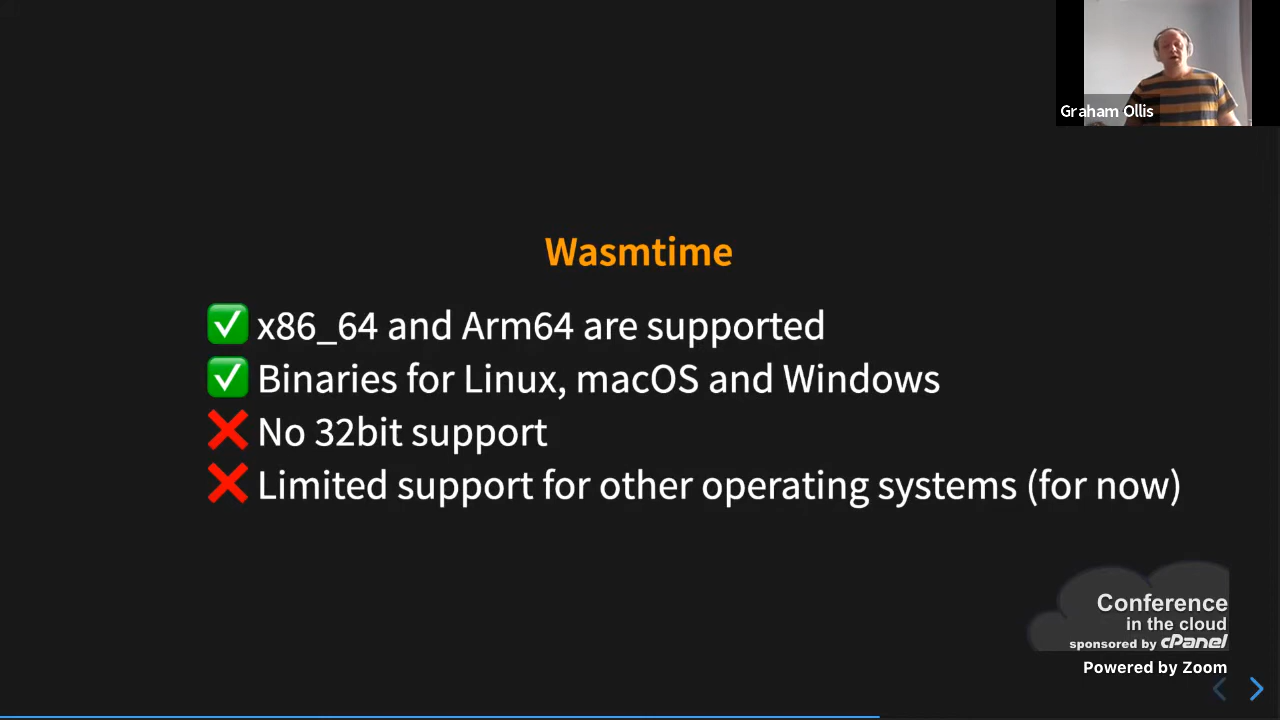 Graham Ollis
Wasmtime
✅ x86_64 and Arm64 are supported
✅ Binaries for Linux, macOS and Windows
❌ No 32bit support
❌ Limited support for other operating systems (for now)
Conference
in the cloud
sponsored by cPanel
Powered by Zoom